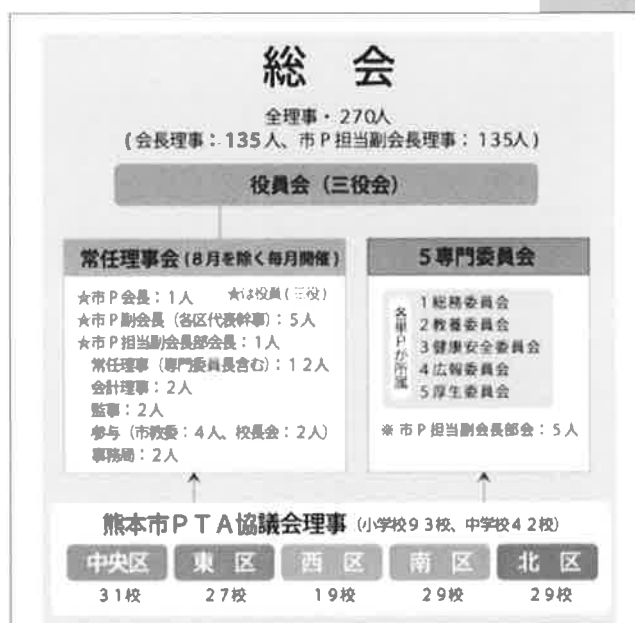 総 会
全理事・270人
(会長理事：135人、市P担当副会長理事：135人)
役員会(三役会)
常任理事会(8月を除く毎月開催)
★市P会長：1人 ★は役員(三役)
★市P副会長(各区代表幹事)：5人
★市P担当副会長部会長：1人
常任理事(専門委員長含む)：12人
会計理事：2人
監事：2人
参与(市教委：4人、校長会：2人)
事務局：2人
5専門委員会
各単Pが所属
1総務委員会
2教養委員会
3健康安全委員会
4広報委員会
5厚生委員会
※市P担当副会長部会：5人
熊本市PTA協議会理事(小学校93校、中学校42校)
中央区 東 区 西 区 南 区 北 区
31校 27校 19校 29校 29校